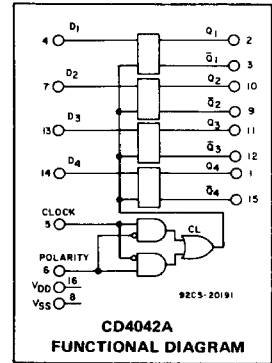 D1 Q1
4 2
Q̅1
3
D2 Q2
7 10
Q̅2
9
D3 Q3
13 11
Q̅3
12
D4 Q4
14 1
Q̅4
15
CLOCK
5 CL
POLARITY
6
VDD 16
VSS 8
92CS-20191
CD4042A
FUNCTIONAL DIAGRAM